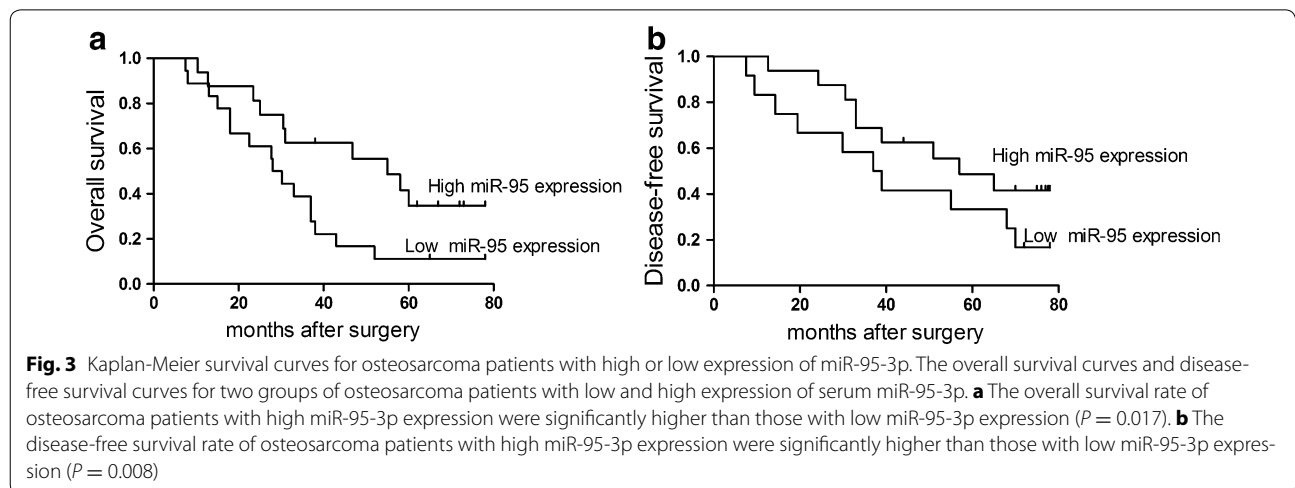 a
1.0
0.8
0.6
0.4
0.2
0.0
Overall survival
High miR-95 expression
Low miR-95 expression
0 20 40 60 80
months after surgery
b
1.0
0.8
0.6
0.4
0.2
0.0
Disease-free survival
High miR-95 expression
Low miR-95 expression
0 20 40 60 80
months after surgery
Fig. 3 Kaplan-Meier survival curves for osteosarcoma patients with high or low expression of miR-95-3p. The overall survival curves and disease-
free survival curves for two groups of osteosarcoma patients with low and high expression of serum miR-95-3p. a The overall survival rate of
osteosarcoma patients with high miR-95-3p expression were significantly higher than those with low miR-95-3p expression (P = 0.017). b The
disease-free survival rate of osteosarcoma patients with high miR-95-3p expression were significantly higher than those with low miR-95-3p expres-
sion (P = 0.008)